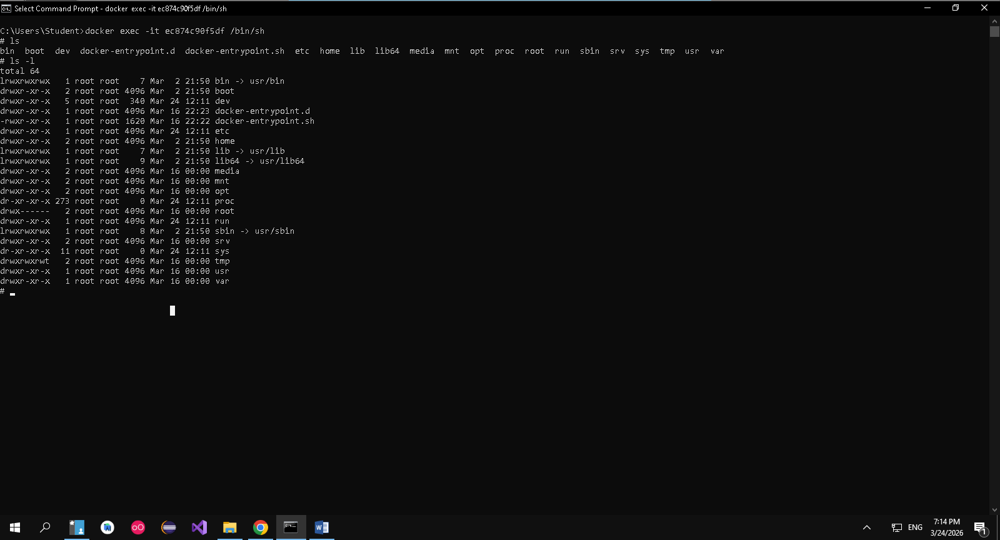 Select Command Prompt - docker  exec -it ec874c90f5df /bin/sh
C:\Users\Student>docker exec -it ec874c90f5df /bin/sh
# ls
bin  boot  dev  docker-entrypoint.d  docker-entrypoint.sh  etc  home  lib  lib64  media  mnt  opt  proc  root  run  sbin  srv  sys  tmp  usr  var
# ls -l
total 64
lrwxrwxrwx   1 root root    7 Mar  2 21:50 bin -> usr/bin
drwxr-xr-x   2 root root 4096 Mar  2 21:50 boot
drwxr-xr-x   5 root root  340 Mar 24 12:11 dev
drwxr-xr-x   1 root root 4096 Mar 16 22:23 docker-entrypoint.d
-rwxr-xr-x   1 root root 1620 Mar 16 22:22 docker-entrypoint.sh
drwxr-xr-x   1 root root 4096 Mar 24 12:11 etc
drwxr-xr-x   2 root root 4096 Mar  2 21:50 home
lrwxrwxrwx   1 root root    7 Mar  2 21:50 lib -> usr/lib
lrwxrwxrwx   1 root root    9 Mar  2 21:50 lib64 -> usr/lib64
drwxr-xr-x   2 root root 4096 Mar 16 00:00 media
drwxr-xr-x   2 root root 4096 Mar 16 00:00 mnt
drwxr-xr-x   2 root root 4096 Mar 16 00:00 opt
dr-xr-xr-x 273 root root    0 Mar 24 12:11 proc
drwx------   2 root root 4096 Mar 16 00:00 root
drwxr-xr-x   1 root root 4096 Mar 24 12:11 run
lrwxrwxrwx   1 root root    8 Mar  2 21:50 sbin -> usr/sbin
drwxr-xr-x   2 root root 4096 Mar 16 00:00 srv
dr-xr-xr-x  11 root root    0 Mar 24 12:11 sys
drwxrwxrwt   2 root root 4096 Mar 16 00:00 tmp
drwxr-xr-x   1 root root 4096 Mar 16 00:00 usr
drwxr-xr-x   1 root root 4096 Mar 16 00:00 var
#
ENG
7:14 PM
3/24/2026
1